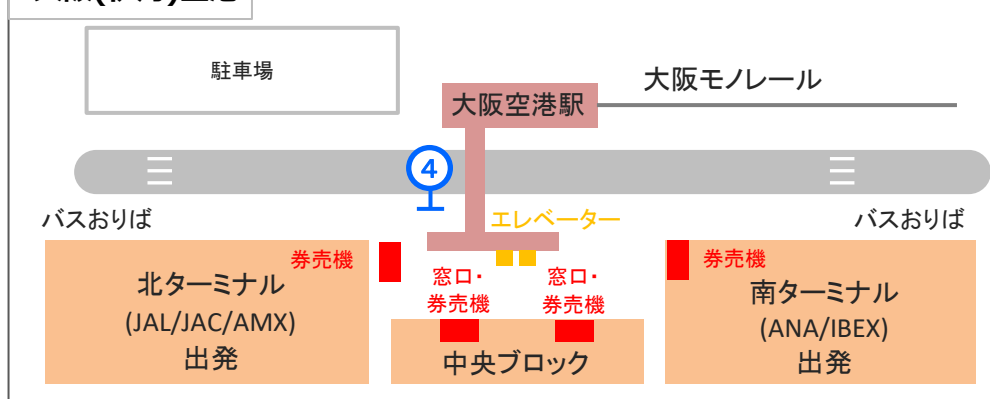 駐車場
大阪モノレール
大阪空港駅
4
バスおりば
エレベーター
バスおりば
券売機
北ターミナル
(JAL/JAC/AMX)
出発
窓口・
券売機
窓口・
券売機
中央ブロック
券売機
南ターミナル
(ANA/IBEX)
出発